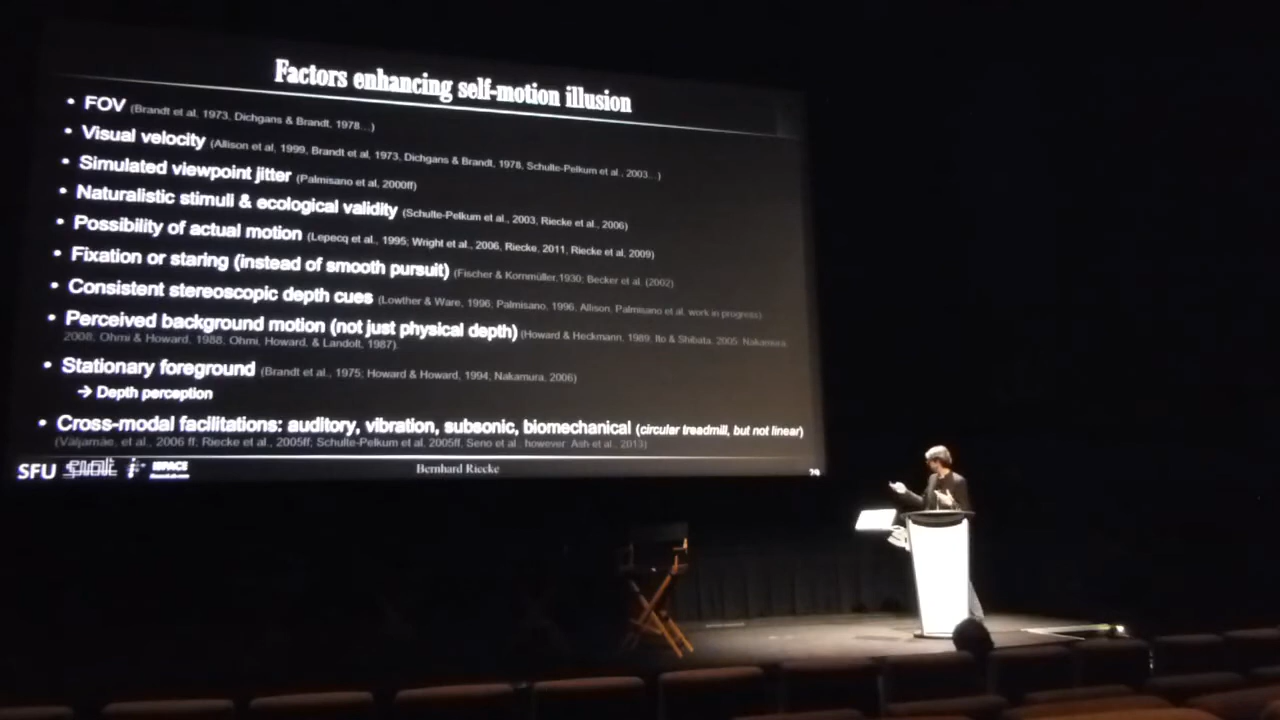 Factors enhancing self-motion illusion
• FOV (Brandt et al, 1973, Dichgans & Brandt, 1978...)
• Visual velocity (Allison et al, 1999, Brandt et al, 1973, Dichgans & Brandt, 1978, Schulte-Pelkum et al., 2003...)
• Simulated viewpoint jitter (Palmisano et al, 2000ff)
• Naturalistic stimuli & ecological validity (Schulte-Pelkum et al., 2003, Riecke et al., 2006)
• Possibility of actual motion (Lepecq et al., 1995; Wright et al., 2006, Riecke, 2011, Riecke et al, 2009)
• Fixation or staring (instead of smooth pursuit) (Fischer & Kornmüller,1930; Becker et al. (2002)
• Consistent stereoscopic depth cues (Lowther & Ware, 1996; Palmisano, 1996, Allison, Palmisano et al. work in progress)
• Perceived background motion (not just physical depth) (Howard & Heckmann, 1989, Ito & Shibata, 2005; Nakamura,
2008, Ohmi & Howard, 1988, Ohmi, Howard, & Landolt, 1987).
• Stationary foreground (Brandt et al., 1975; Howard & Howard, 1994, Nakamura, 2006)
→ Depth perception
• Cross-modal facilitations: auditory, vibration, subsonic, biomechanical (circular treadmill, but not linear)
(Väljamäe, et al., 2006 ff; Riecke et al., 2005ff; Schulte-Pelkum et al. 2005ff, Seno et al., however Ash et al., 2013)
SFU
Bernhard Riecke
29